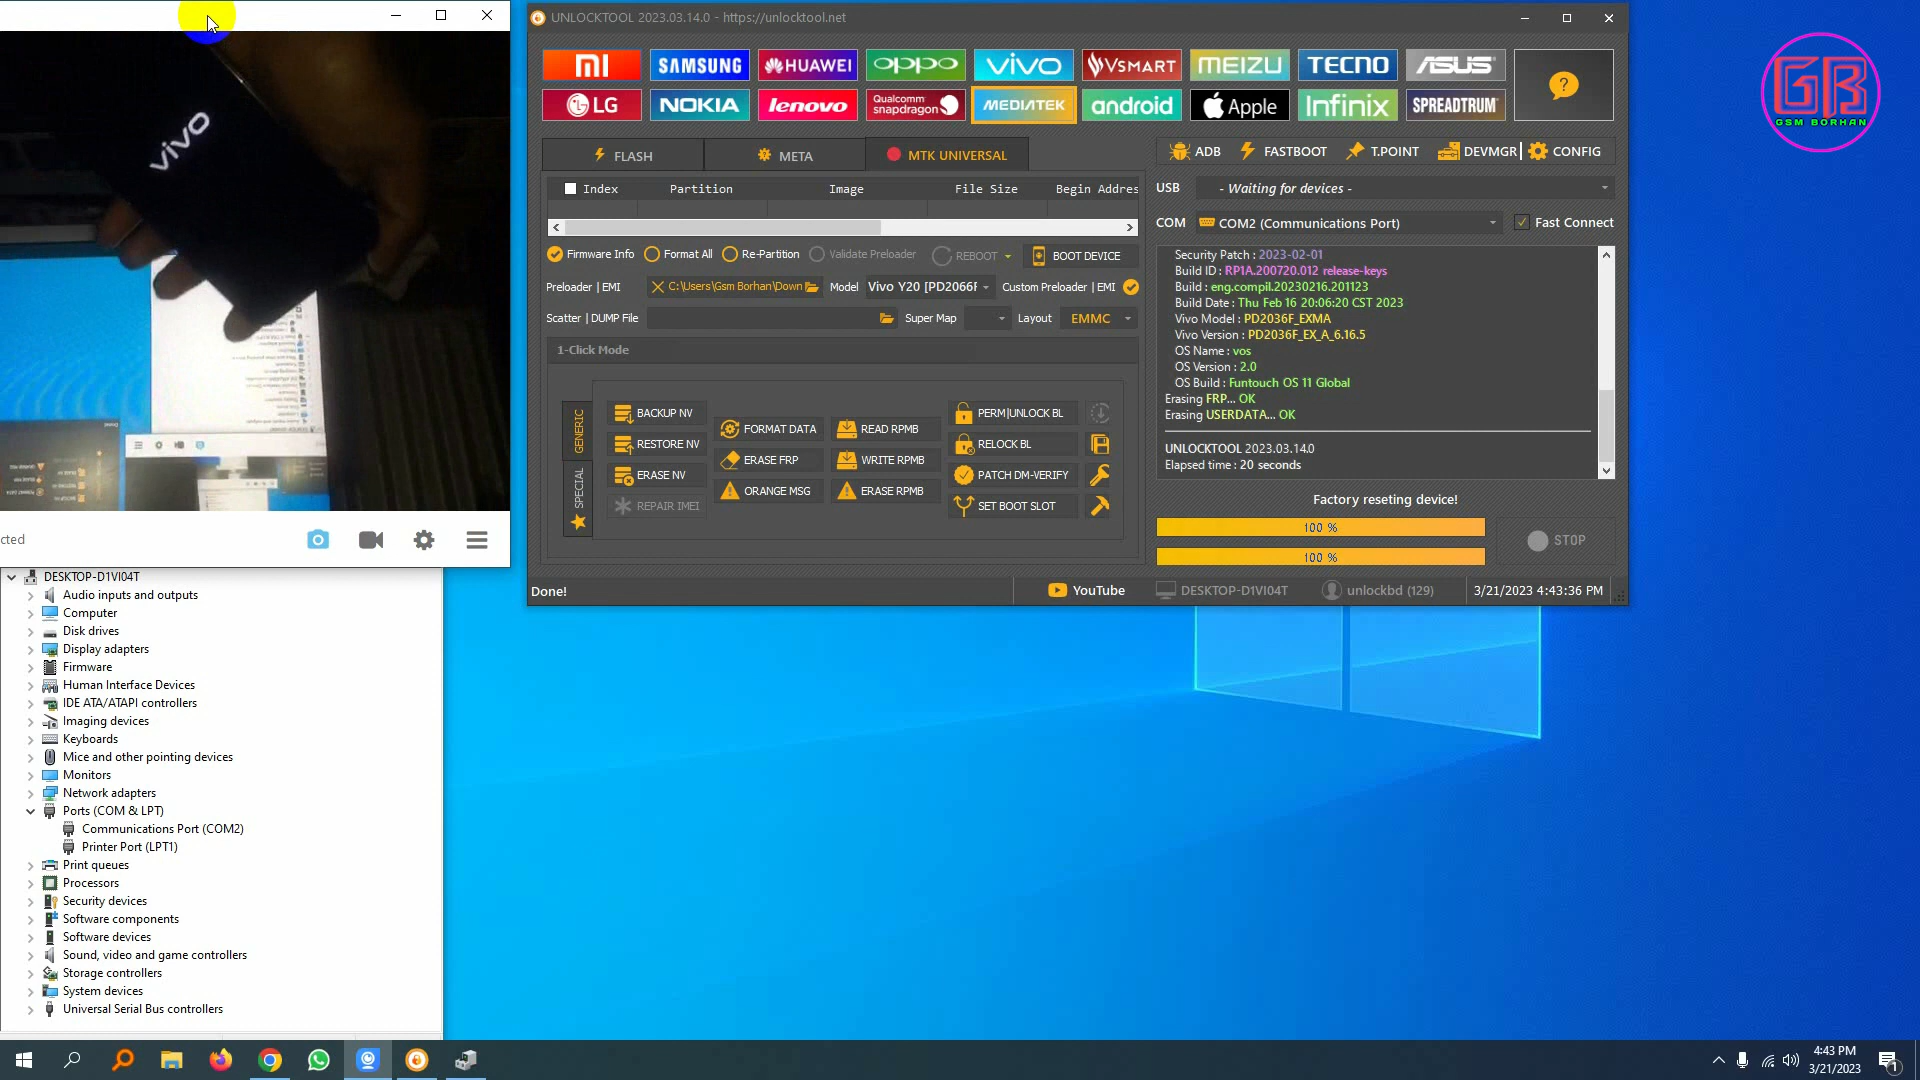 vivo
cted
DESKTOP-D1VI04T
Audio inputs and outputs
Computer
Disk drives
Display adapters
Firmware
Human Interface Devices
IDE ATA/ATAPI controllers
Imaging devices
Keyboards
Mice and other pointing devices
Monitors
Network adapters
Ports (COM & LPT)
Communications Port (COM2)
Printer Port (LPT1)
Print queues
Processors
Security devices
Software components
Software devices
Sound, video and game controllers
Storage controllers
System devices
Universal Serial Bus controllers
UNLOCKTOOL 2023.03.14.0 - https://unlocktool.net
mi SAMSUNG HUAWEI oppo vivo VSMART MEIZU TECNO ASUS ?
LG NOKIA lenovo Qualcomm snapdragon MEDIATEK android Apple Infinix SPREADTRUM
FLASH META MTK UNIVERSAL
Index Partition Image File Size Begin Addres
Firmware Info Format All Re-Partition Validate Preloader REBOOT BOOT DEVICE
Preloader | EMI C:\Users\Gsm Borhan\Down Model Vivo Y20 [PD2066F Custom Preloader | EMI
Scatter | DUMP File Super Map Layout EMMC
1-Click Mode
GENERIC
SPECIAL
BACKUP NV
RESTORE NV
ERASE NV
REPAIR IMEI
FORMAT DATA
ERASE FRP
ORANGE MSG
READ RPMB
WRITE RPMB
ERASE RPMB
PERM|UNLOCK BL
RELOCK BL
PATCH DM-VERIFY
SET BOOT SLOT
ADB FASTBOOT T.POINT DEVMGR CONFIG
USB - Waiting for devices -
COM COM2 (Communications Port) Fast Connect
Security Patch : 2023-02-01
Build ID : RP1A.200720.012 release-keys
Build : eng.compil.20230216.201123
Build Date : Thu Feb 16 20:06:20 CST 2023
Vivo Model : PD2036F_EXMA
Vivo Version : PD2036F_EX_A_6.16.5
OS Name : vos
OS Version : 2.0
OS Build : Funtouch OS 11 Global
Erasing FRP... OK
Erasing USERDATA... OK
UNLOCKTOOL 2023.03.14.0
Elapsed time : 20 seconds
Factory reseting device!
100 %
100 %
STOP
Done! YouTube DESKTOP-D1VI04T unlockbd (129) 3/21/2023 4:43:36 PM
GB
GSM BORHAN
4:43 PM
3/21/2023
1